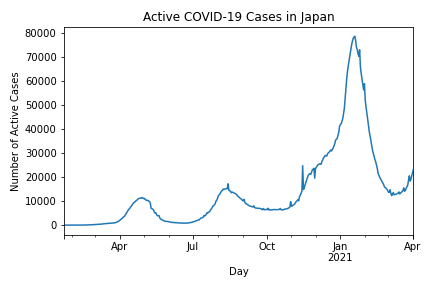 Active COVID-19 Cases in Japan
80000
70000
60000
50000
40000
30000
20000
10000
0
Number of Active Cases
Apr
Jul
Oct
Jan
2021
Apr
Day